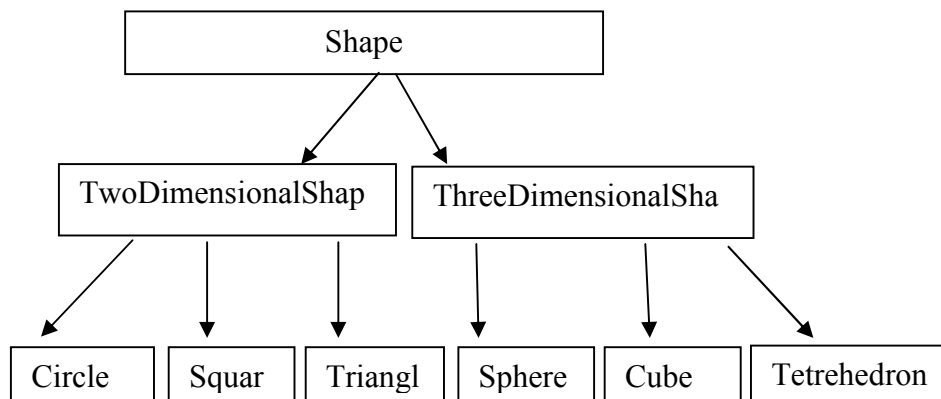 Shape
TwoDimensionalShap
ThreeDimensionalSha
Circle
Squar
Triangl
Sphere
Cube
Tetrehedron